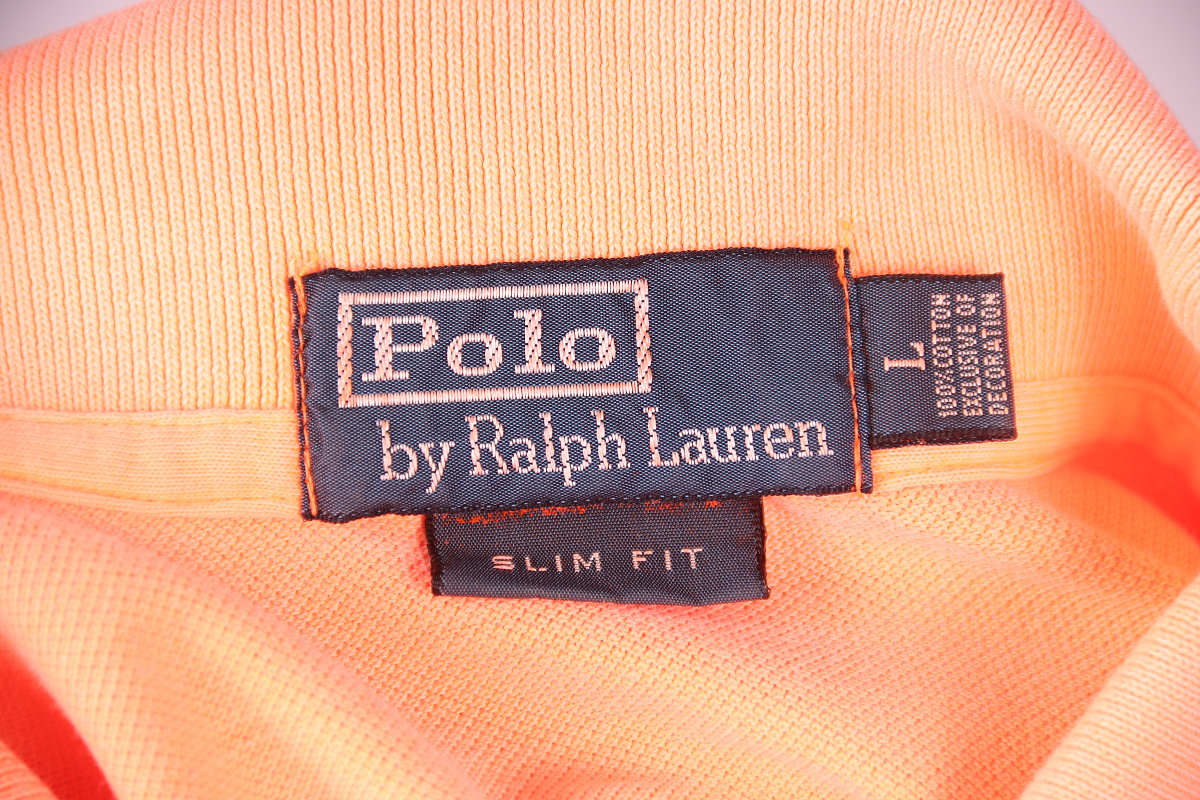 Polo
by Ralph Lauren
SLIM FIT
L
100% COTTON
EXCLUSIVE OF
DECORATION